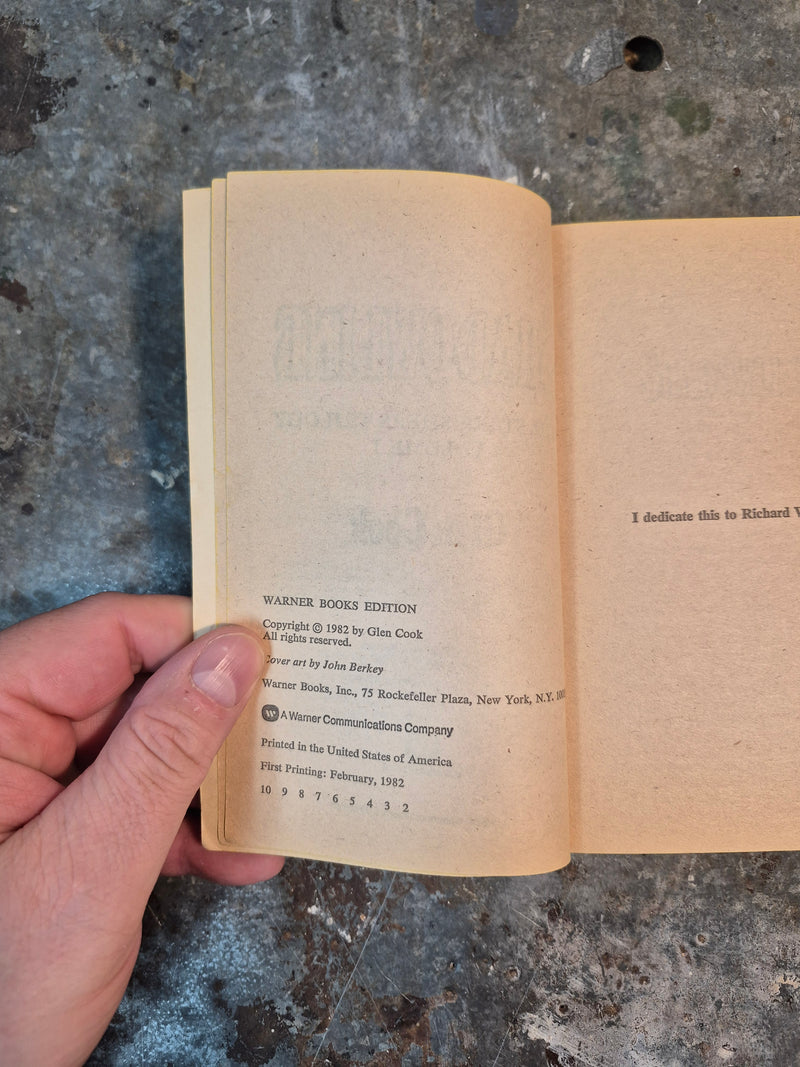 WARNER BOOKS EDITION
Copyright © 1982 by Glen Cook
All rights reserved.
Cover art by John Berkey
Warner Books, Inc., 75 Rockefeller Plaza, New York, N.Y.
W A Warner Communications Company
Printed in the United States of America
First Printing: February, 1982
10 9 8 7 6 5 4 3 2
I dedicate this to Richard